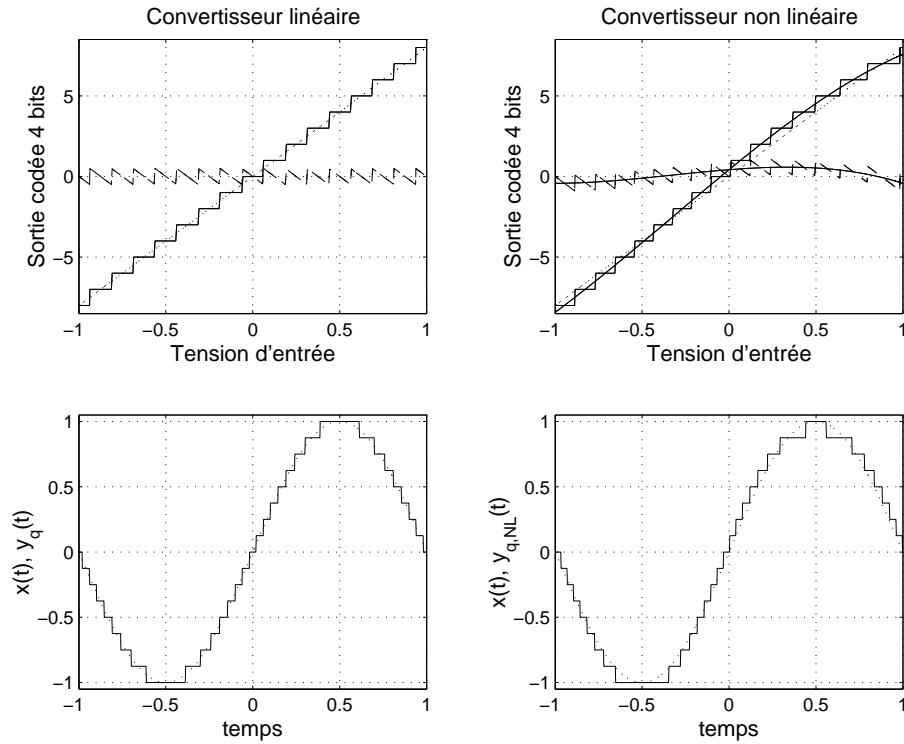 Convertisseur linéaire
Sortie codée 4 bits
5
0
−5
−1 −0.5 0 0.5 1
Tension d'entrée
Convertisseur non linéaire
Sortie codée 4 bits
5
0
−5
−1 −0.5 0 0.5 1
Tension d'entrée
x(t), y_q(t)
1
0.5
0
−0.5
−1
−1 −0.5 0 0.5 1
temps
x(t), y_{q,NL}(t)
1
0.5
0
−0.5
−1
−1 −0.5 0 0.5 1
temps